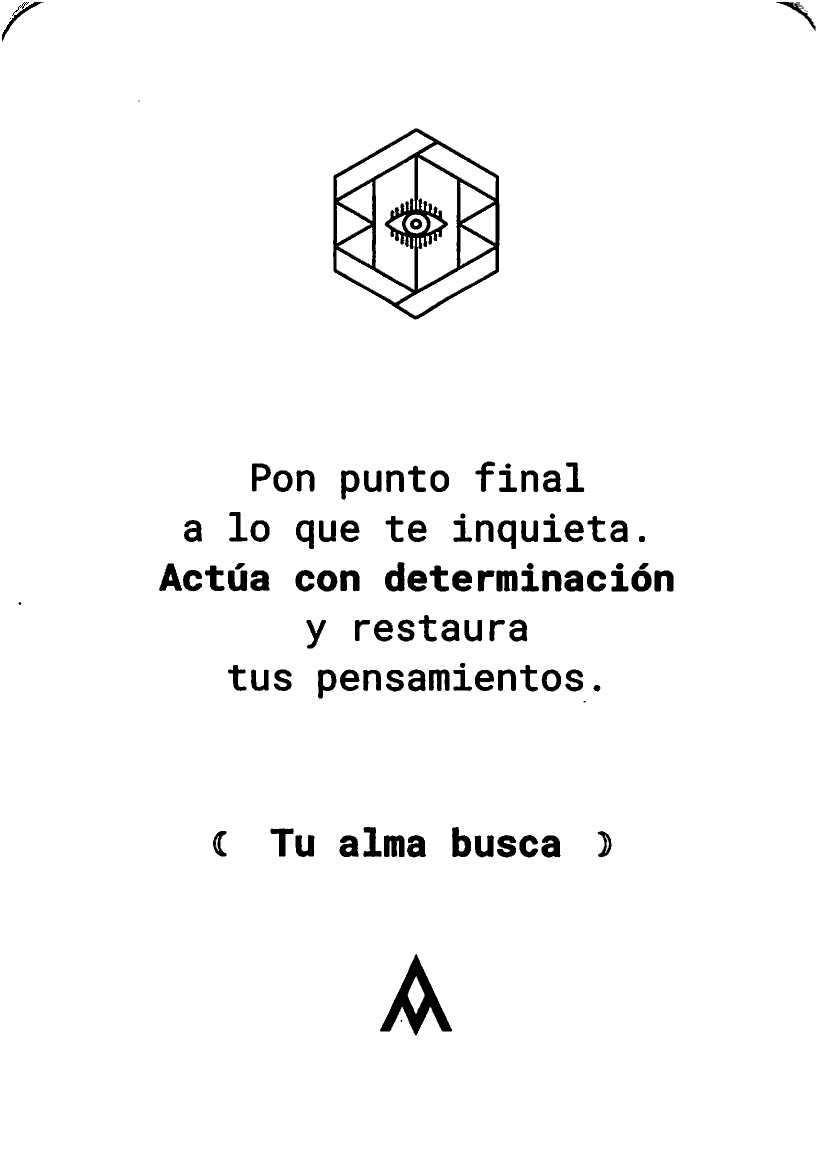 Pon punto final
a lo que te inquieta.
Actúa con determinación
y restaura
tus pensamientos.
Tu alma busca